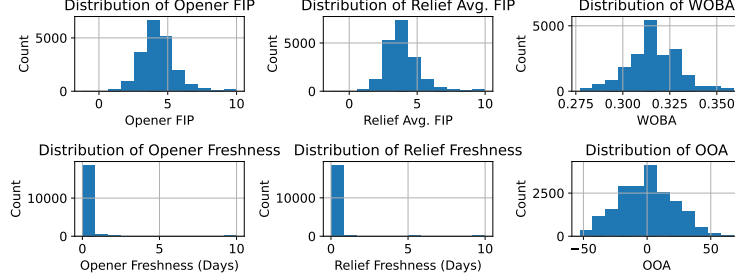 Distribution of Opener FIP
Count
5000
0
0 5 10
Opener FIP
Distribution of Relief Avg. FIP
Count
5000
0
0 5 10
Relief Avg. FIP
Distribution of WOBA
Count
5000
0
0.275 0.300 0.325 0.350
WOBA
Distribution of Opener Freshness
Count
10000
0
0 5 10
Opener Freshness (Days)
Distribution of Relief Freshness
Count
10000
0
0 5 10
Relief Freshness (Days)
Distribution of OOA
Count
2500
0
−50 0 50
OOA